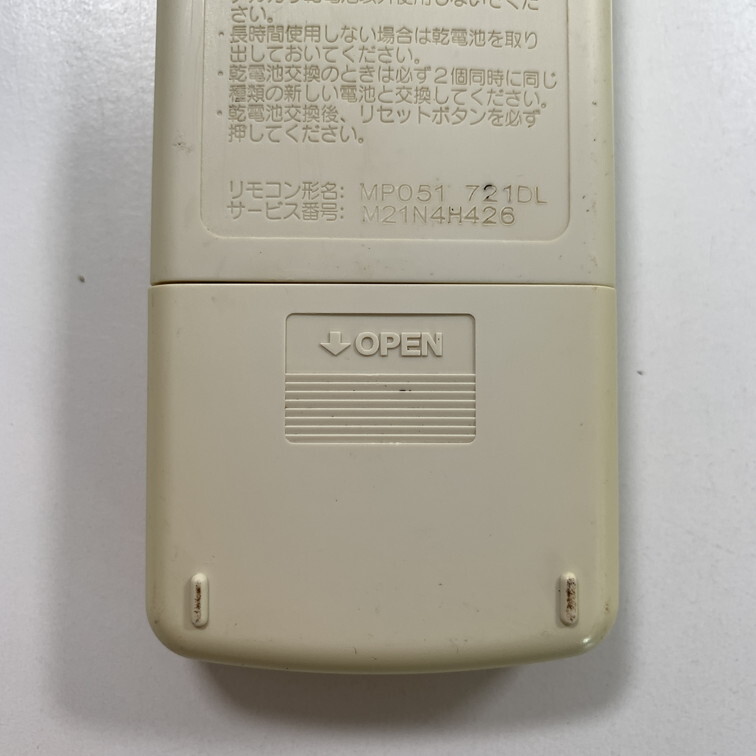 さい。
・長時間使用しない場合は乾電池を取り
出しておいてください。
・乾電池交換のときは必ず2個同時に同じ
種類の新しい電池と交換してください。
・乾電池交換後、リセットボタンを必ず
押してください。
リモコン形名: MP051 721DL
サービス番号: M21N4H426
↓OPEN